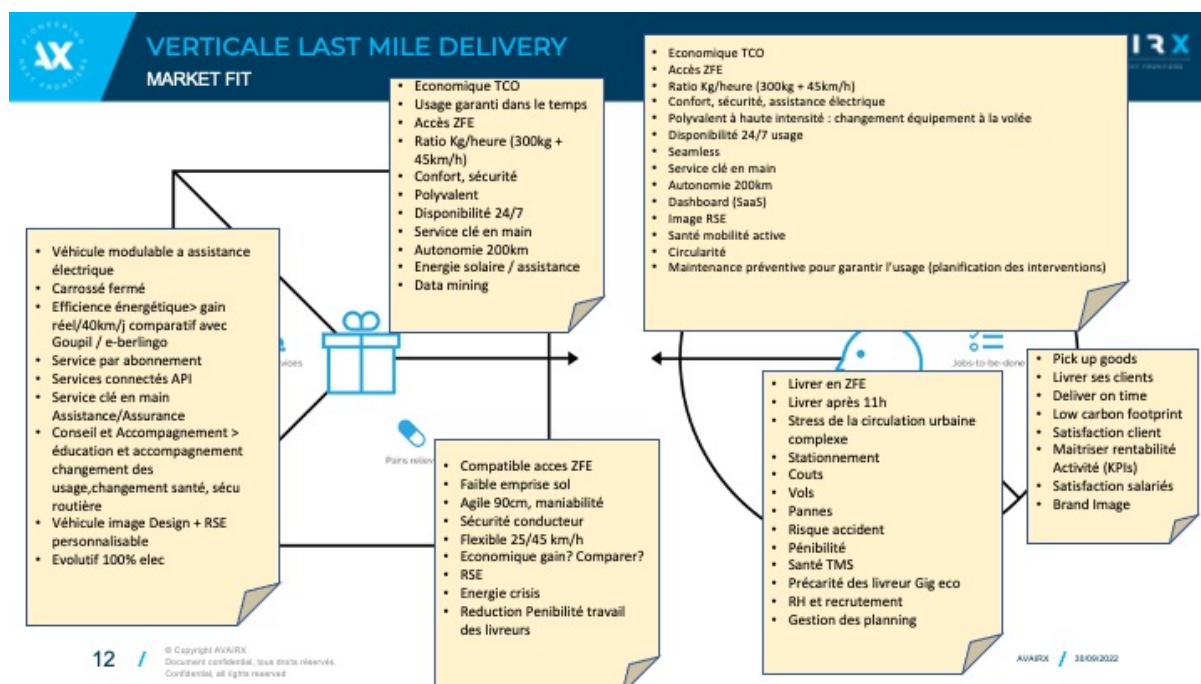 PIONEERING
NEXT FRONTIERS
VERTICALE LAST MILE DELIVERY
MARKET FIT
IRX
• Economique TCO
• Usage garanti dans le temps
• Accès ZFE
• Ratio Kg/heure (300kg +
45km/h)
• Confort, sécurité
• Polyvalent
• Disponibilité 24/7
• Service clé en main
• Autonomie 200km
• Energie solaire / assistance
• Data mining
• Economique TCO
• Accès ZFE
• Ratio Kg/heure (300kg + 45km/h)
• Confort, sécurité, assistance électrique
• Polyvalent à haute intensité : changement équipement à la volée
• Disponibilité 24/7 usage
• Seamless
• Service clé en main
• Autonomie 200km
• Dashboard (SaaS)
• Image RSE
• Santé mobilité active
• Circularité
• Maintenance préventive pour garantir l'usage (planification des interventions)
• Véhicule modulable a assistance
électrique
• Carrossé fermé
• Efficience énergétique> gain
réel/40km/j comparatif avec
Goupil / e-berlingo
• Service par abonnement
• Services connectés API
• Service clé en main
Assistance/Assurance
• Conseil et Accompagnement >
éducation et accompagnement
changement des
usage,changement santé, sécu
routière
• Véhicule image Design + RSE
personnalisable
• Evolutif 100% elec
Jobs-to-be-done
• Compatible acces ZFE
• Faible emprise sol
• Agile 90cm, maniabilité
• Sécurité conducteur
• Flexible 25/45 km/h
• Economique gain? Comparer?
• RSE
• Energie crisis
• Reduction Penibilité travail
des livreurs
• Livrer en ZFE
• Livrer après 11h
• Stress de la circulation urbaine
complexe
• Stationnement
• Couts
• Vols
• Pannes
• Risque accident
• Pénibilité
• Santé TMS
• Précarité des livreur Gig eco
• RH et recrutement
• Gestion des planning
• Pick up goods
• Livrer ses clients
• Deliver on time
• Low carbon footprint
• Satisfaction client
• Maitriser rentabilité
Activité (KPIs)
• Satisfaction salariés
• Brand Image
12 /
© Copyright AVAIRX
Document confidential, tous droits réservés.
Confidential, all rights reserved
AVAIRX / 30/09/2022